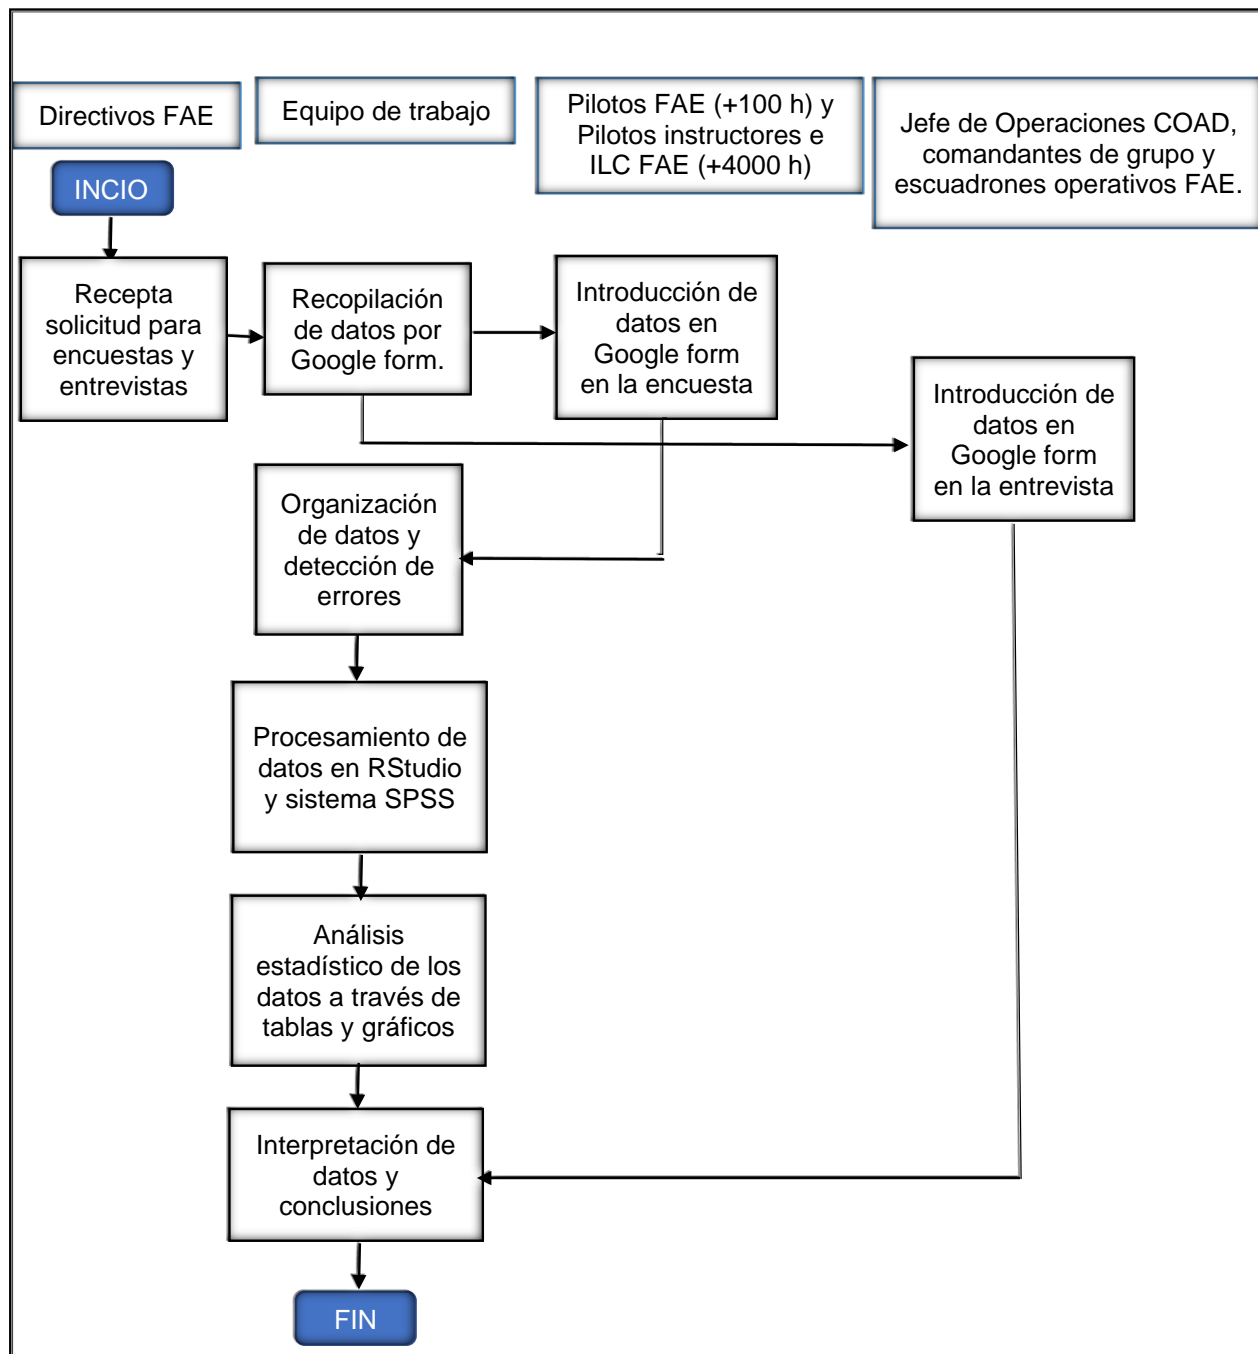 Directivos FAE
Equipo de trabajo
Pilotos FAE (+100 h) y
Pilotos instructores e
ILC FAE (+4000 h)
Jefe de Operaciones COAD,
comandantes de grupo y
escuadrones operativos FAE.
INCIO
Recepta
solicitud para
encuestas y
entrevistas
Recopilación
de datos por
Google form.
Introducción de
datos en
Google form
en la encuesta
Introducción de
datos en
Google form
en la entrevista
Organización
de datos y
detección de
errores
Procesamiento de
datos en RStudio
y sistema SPSS
Análisis
estadístico de los
datos a través de
tablas y gráficos
Interpretación de
datos y
conclusiones
FIN